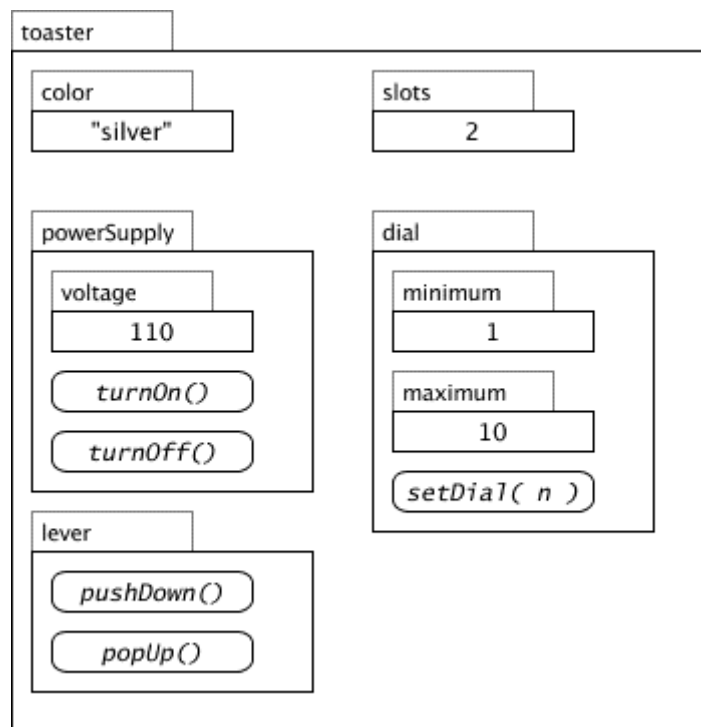 toaster
color
"silver"
slots
2
powerSupply
voltage
110
turnOn()
turnOff()
dial
minimum
1
maximum
10
setDial( n )
lever
pushDown()
popUp()